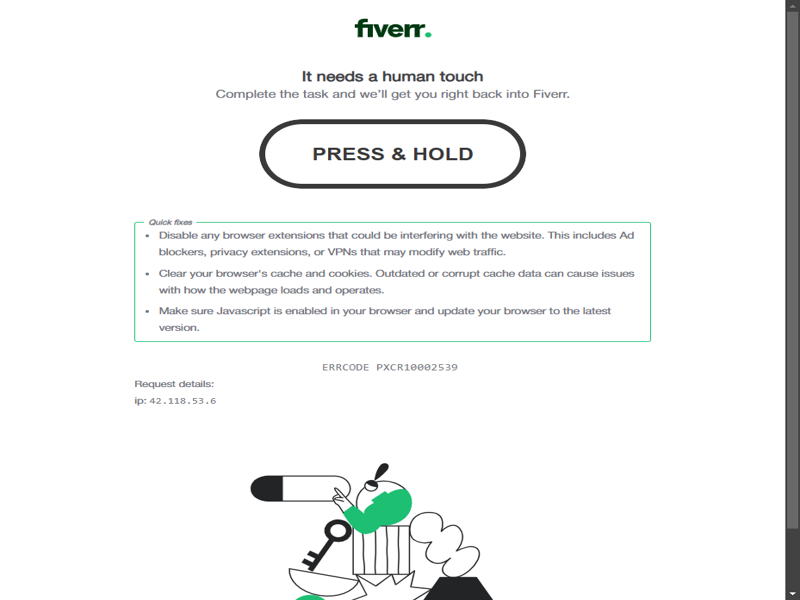 fiverr.
It needs a human touch
Complete the task and we'll get you right back into Fiverr.
PRESS & HOLD
Quick fixes
• Disable any browser extensions that could be interfering with the website. This includes Ad
blockers, privacy extensions, or VPNs that may modify web traffic.
• Clear your browser's cache and cookies. Outdated or corrupt cache data can cause issues
with how the webpage loads and operates.
• Make sure Javascript is enabled in your browser and update your browser to the latest
version.
ERRCODE PXCR10002539
Request details:
ip: 42.118.53.6